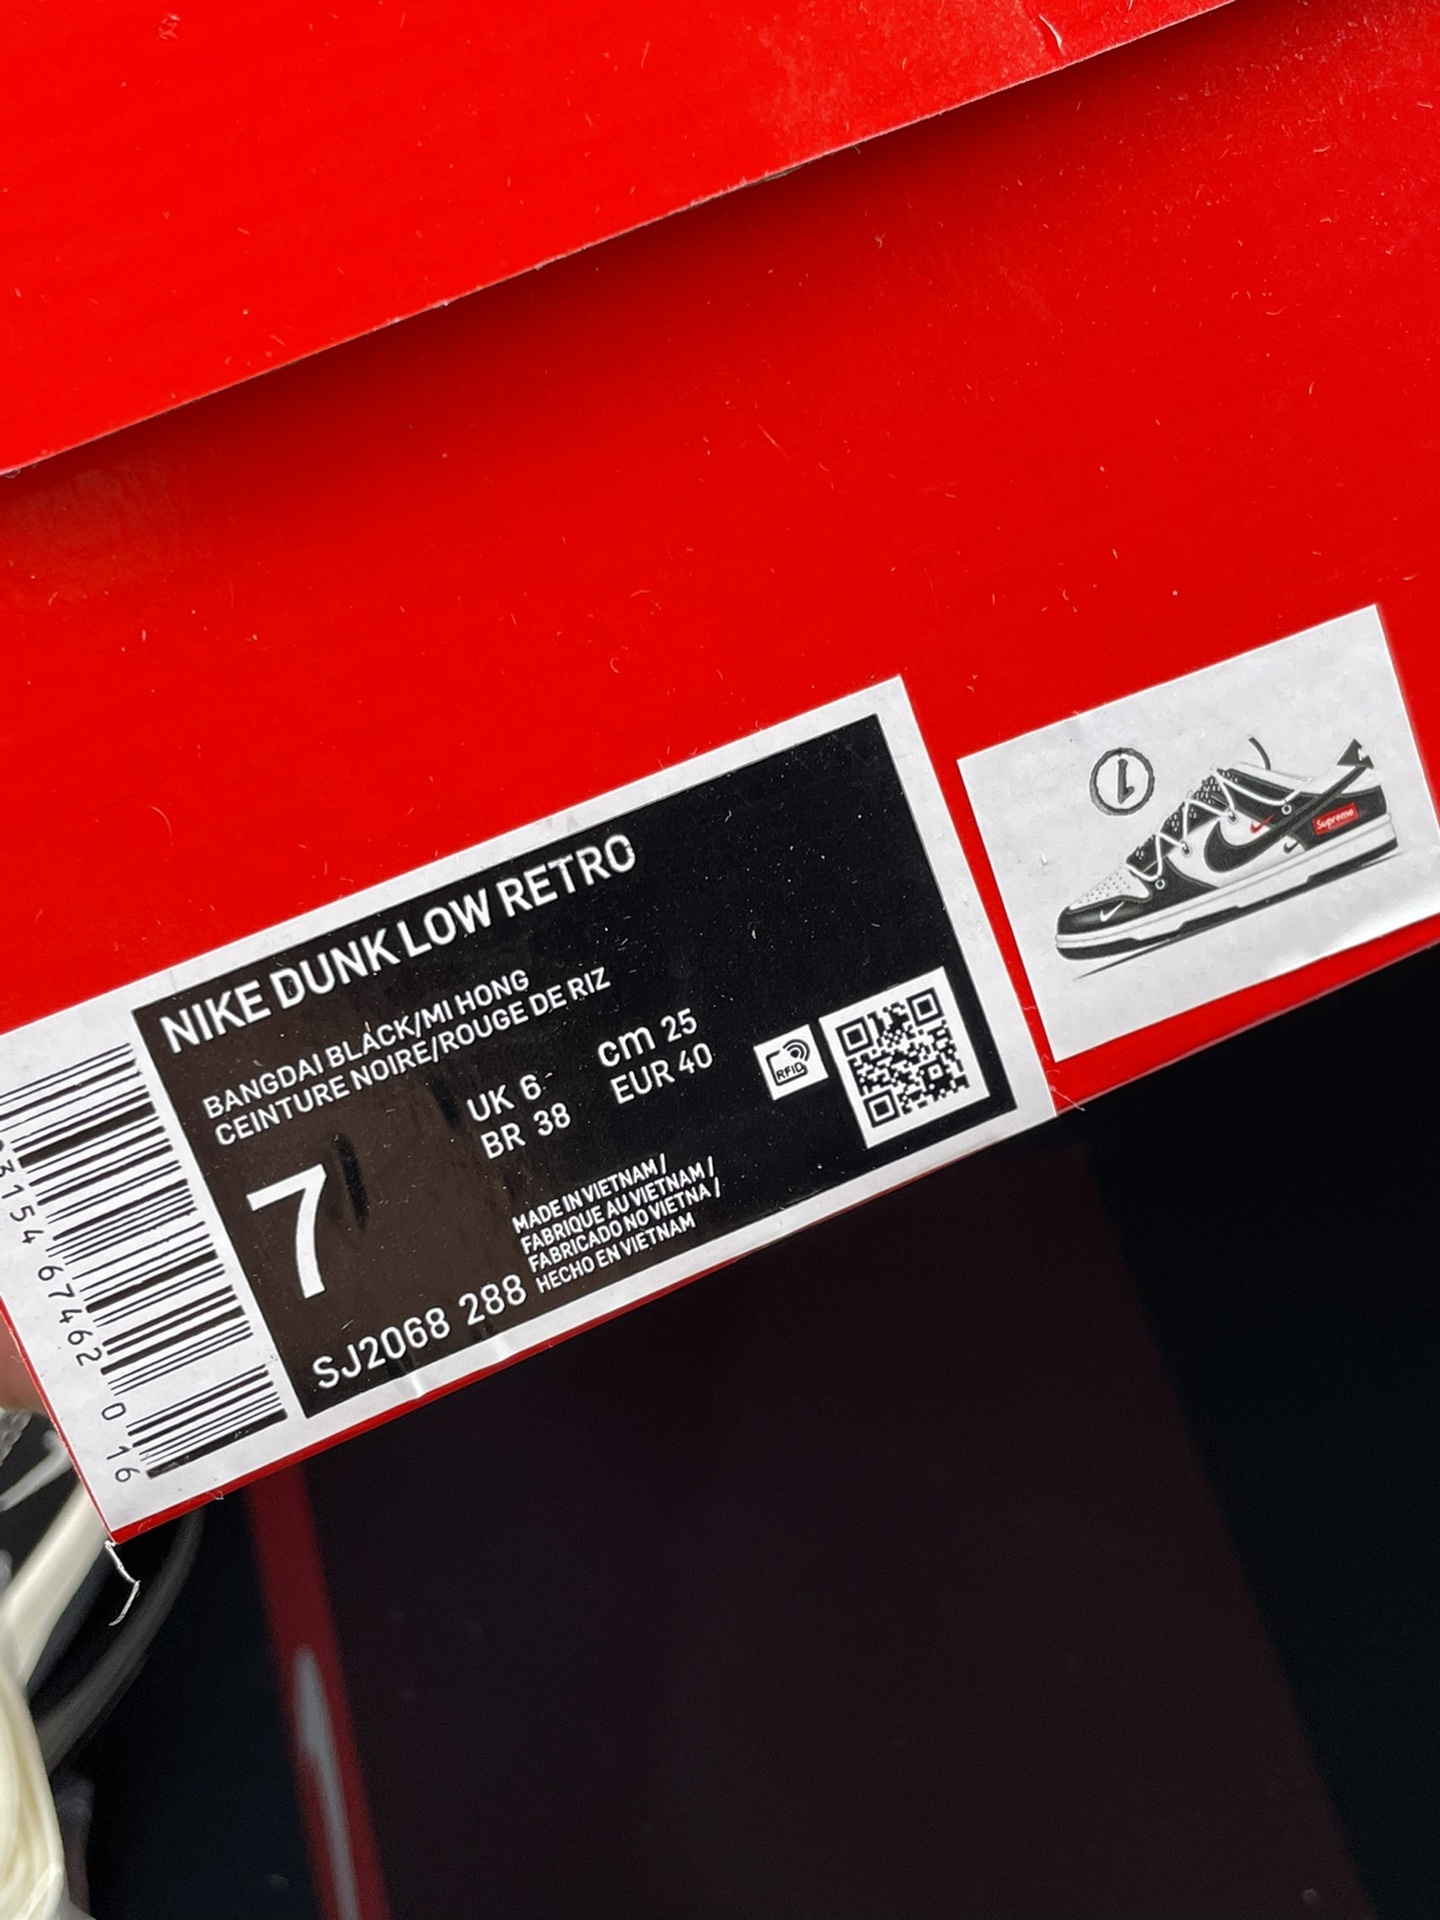 NIKE DUNK LOW RETRO
BANGDAI BLACK/MI HONG
CEINTURE NOIRE/ROUGE DE RIZ
UK 6 cm 25
BR 38 EUR 40
7
MADE IN VIETNAM /
FABRIQUE AU VIETNAM /
FABRICADO NO VIETNA /
HECHO EN VIETNAM
SJ2068 288
RFID
3154 67462 0 16
1
Supreme